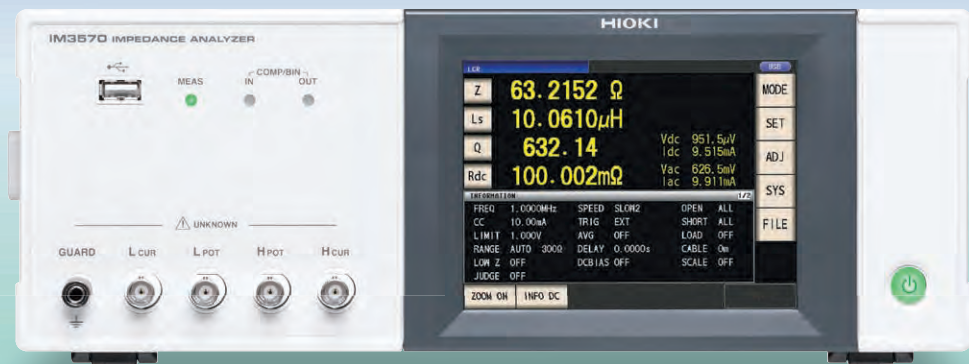 HIOKI
IM3570 IMPEDANCE ANALYZER
MEAS
COMP/BIN
IN
OUT
UNKNOWN
GUARD
L CUR
L POT
H POT
H CUR
LCR
USB
Z 63.2152 Ω
Ls 10.0610μH
Q 632.14
Rdc 100.002mΩ
Vdc 951.5μV
Idc 9.515mA
Vac 626.5mV
Iac 9.911mA
MODE
SET
ADJ
SYS
FILE
INFORMATION 1/2
FREQ 1.0000MHz SPEED SLOW2 OPEN ALL
CC 10.00mA TRIG EXT SHORT ALL
LIMIT 1.000V AVG OFF LOAD OFF
RANGE AUTO 300Ω DELAY 0.0000s CABLE 0m
LOW Z OFF DCBIAS OFF SCALE OFF
JUDGE OFF
ZOOM ON INFO DC